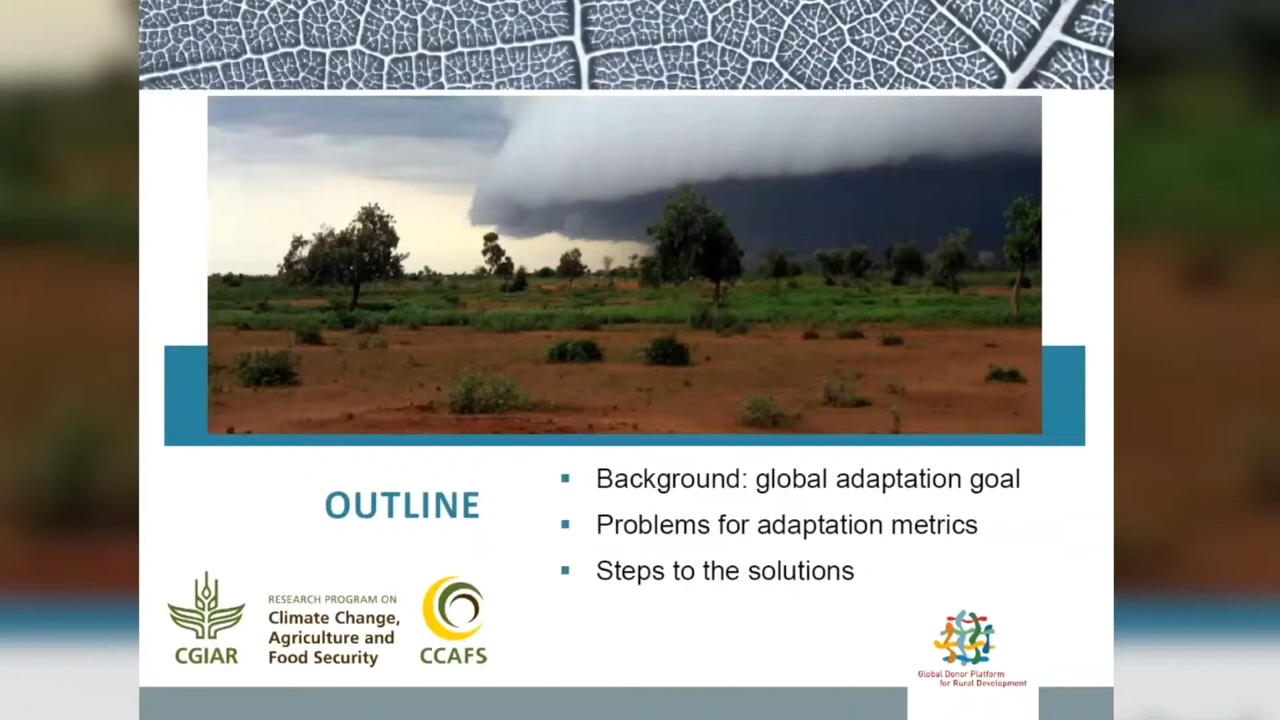 OUTLINE
▪ Background: global adaptation goal
▪ Problems for adaptation metrics
▪ Steps to the solutions
CGIAR
RESEARCH PROGRAM ON
Climate Change,
Agriculture and
Food Security
CCAFS
Global Donor Platform
for Rural Development